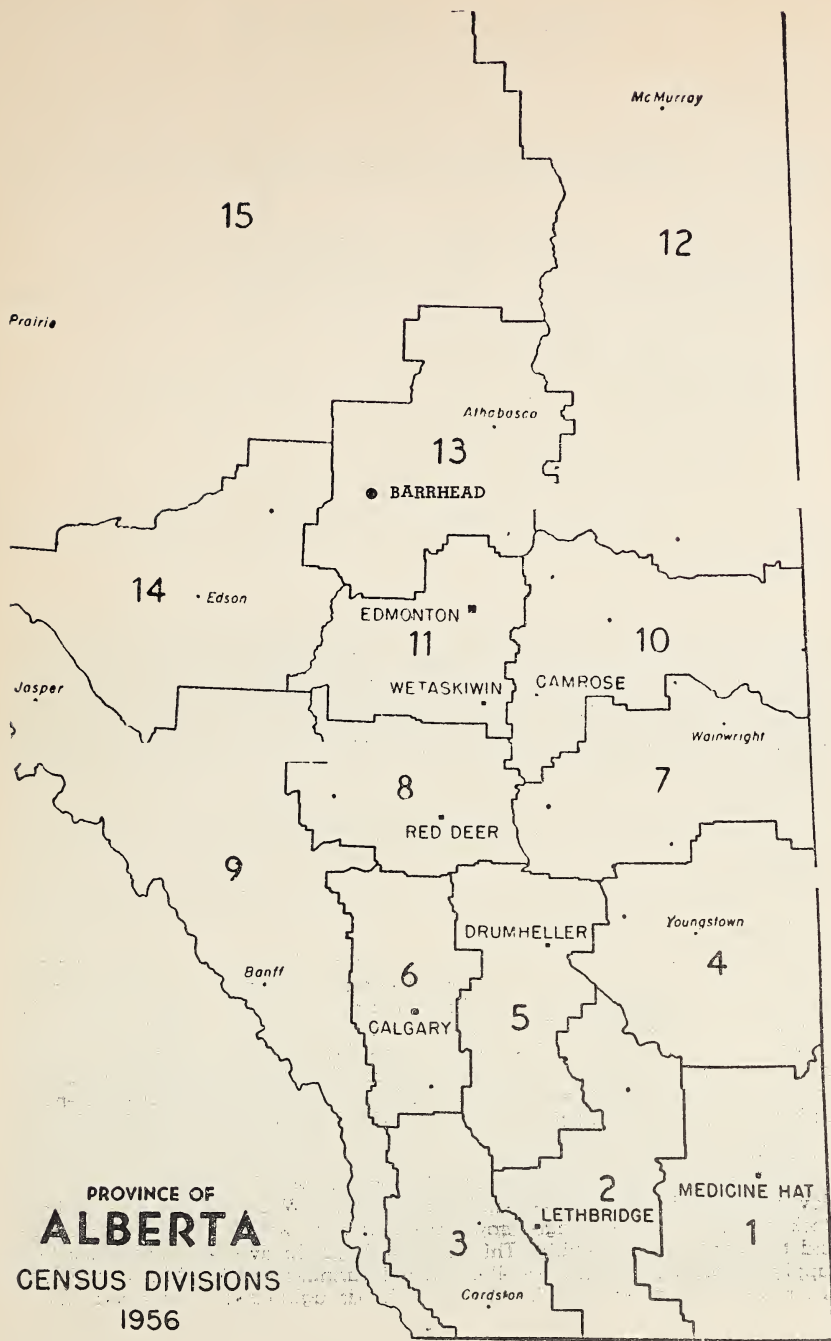 McMurray
15
12
Prairie
Athabasca
13
BARRHEAD
14
Edson
EDMONTON
11
10
Jasper
WETASKIWIN
CAMROSE
Wainwright
8
7
RED DEER
9
DRUMHELLER
Youngstown
4
Banff
6
5
CALGARY
2
MEDICINE HAT
LETHBRIDGE
1
3
Cardston
PROVINCE OF
ALBERTA
CENSUS DIVISIONS
1956